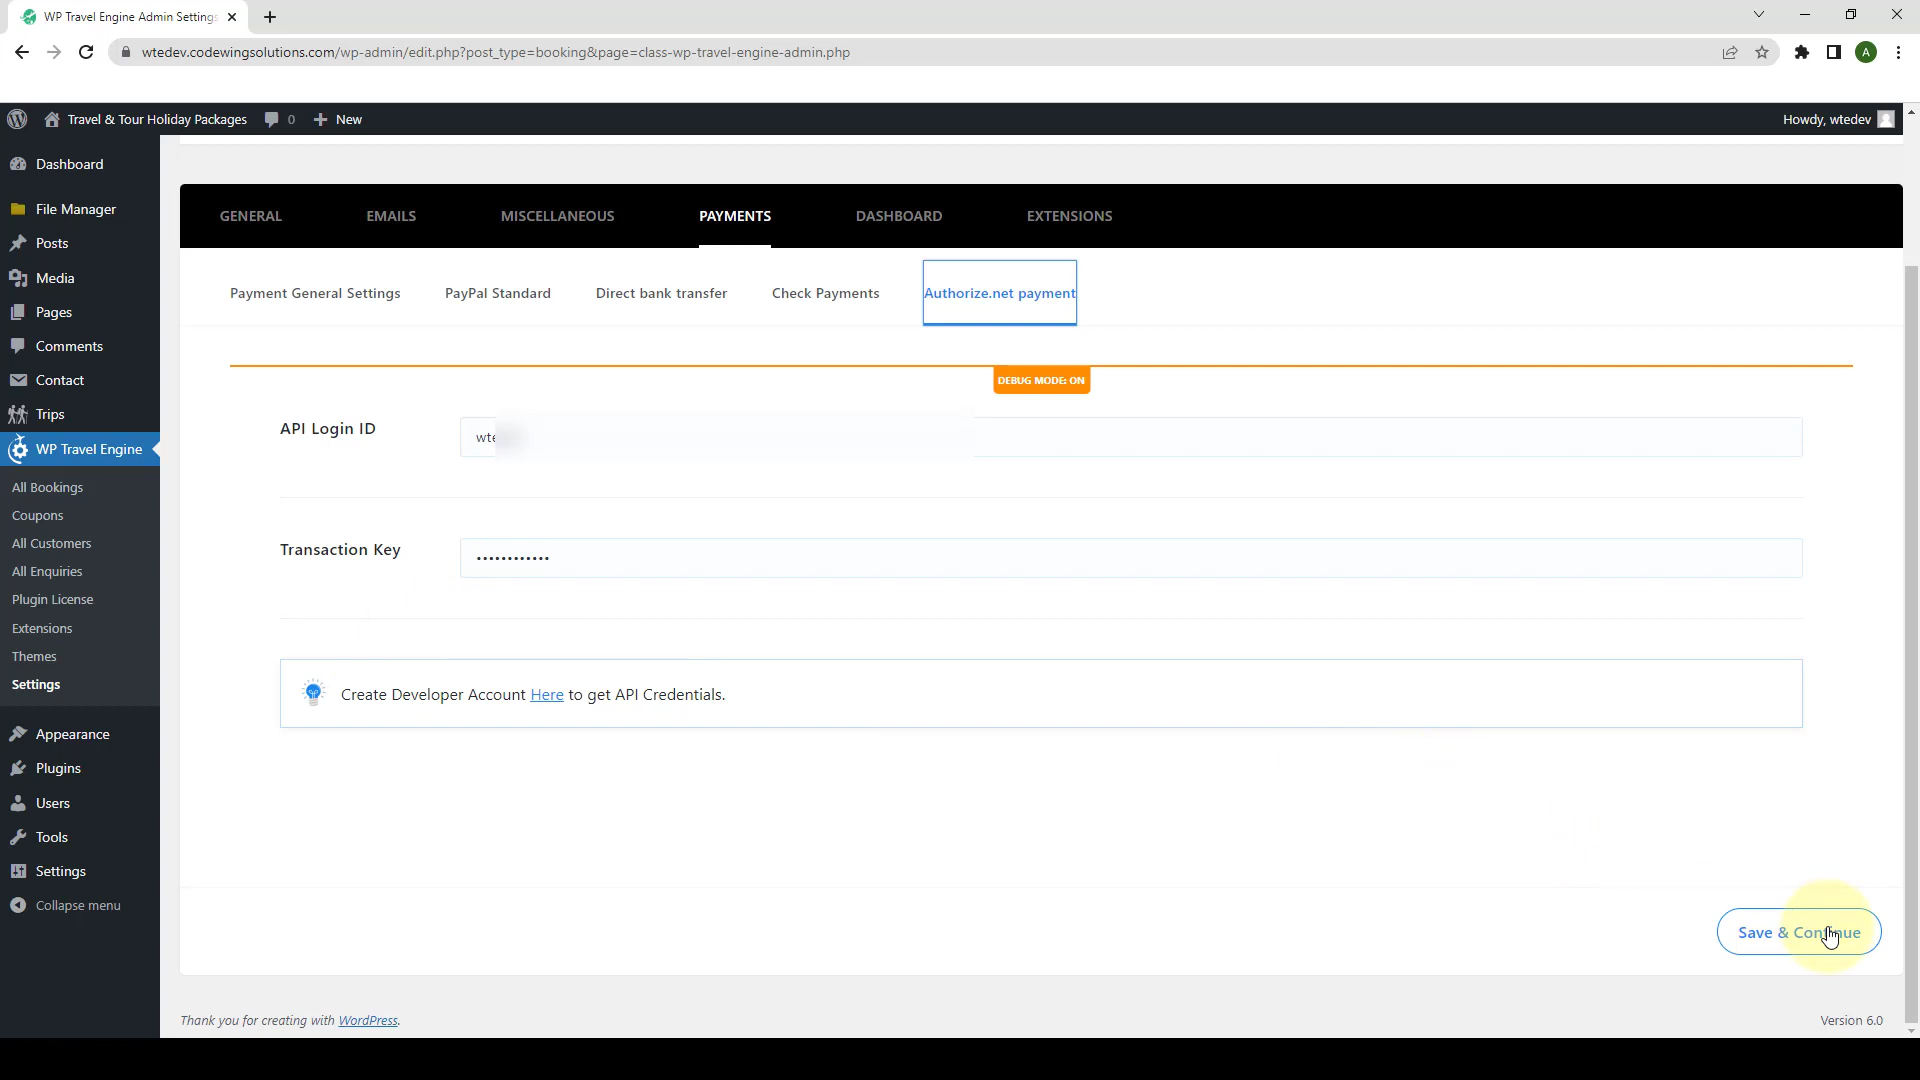 WP Travel Engine Admin Settings
wtedev.codewingsolutions.com/wp-admin/edit.php?post_type=booking&page=class-wp-travel-engine-admin.php
A
Travel & Tour Holiday Packages
0
New
Howdy, wtedev
Dashboard
File Manager
Posts
Media
Pages
Comments
Contact
Trips
WP Travel Engine
All Bookings
Coupons
All Customers
All Enquiries
Plugin License
Extensions
Themes
Settings
Appearance
Plugins
Users
Tools
Settings
Collapse menu
GENERAL
EMAILS
MISCELLANEOUS
PAYMENTS
DASHBOARD
EXTENSIONS
Payment General Settings
PayPal Standard
Direct bank transfer
Check Payments
Authorize.net payment
DEBUG MODE: ON
API Login ID
Transaction Key
••••••••••••
Create Developer Account Here to get API Credentials.
Save & Continue
Thank you for creating with WordPress.
Version 6.0